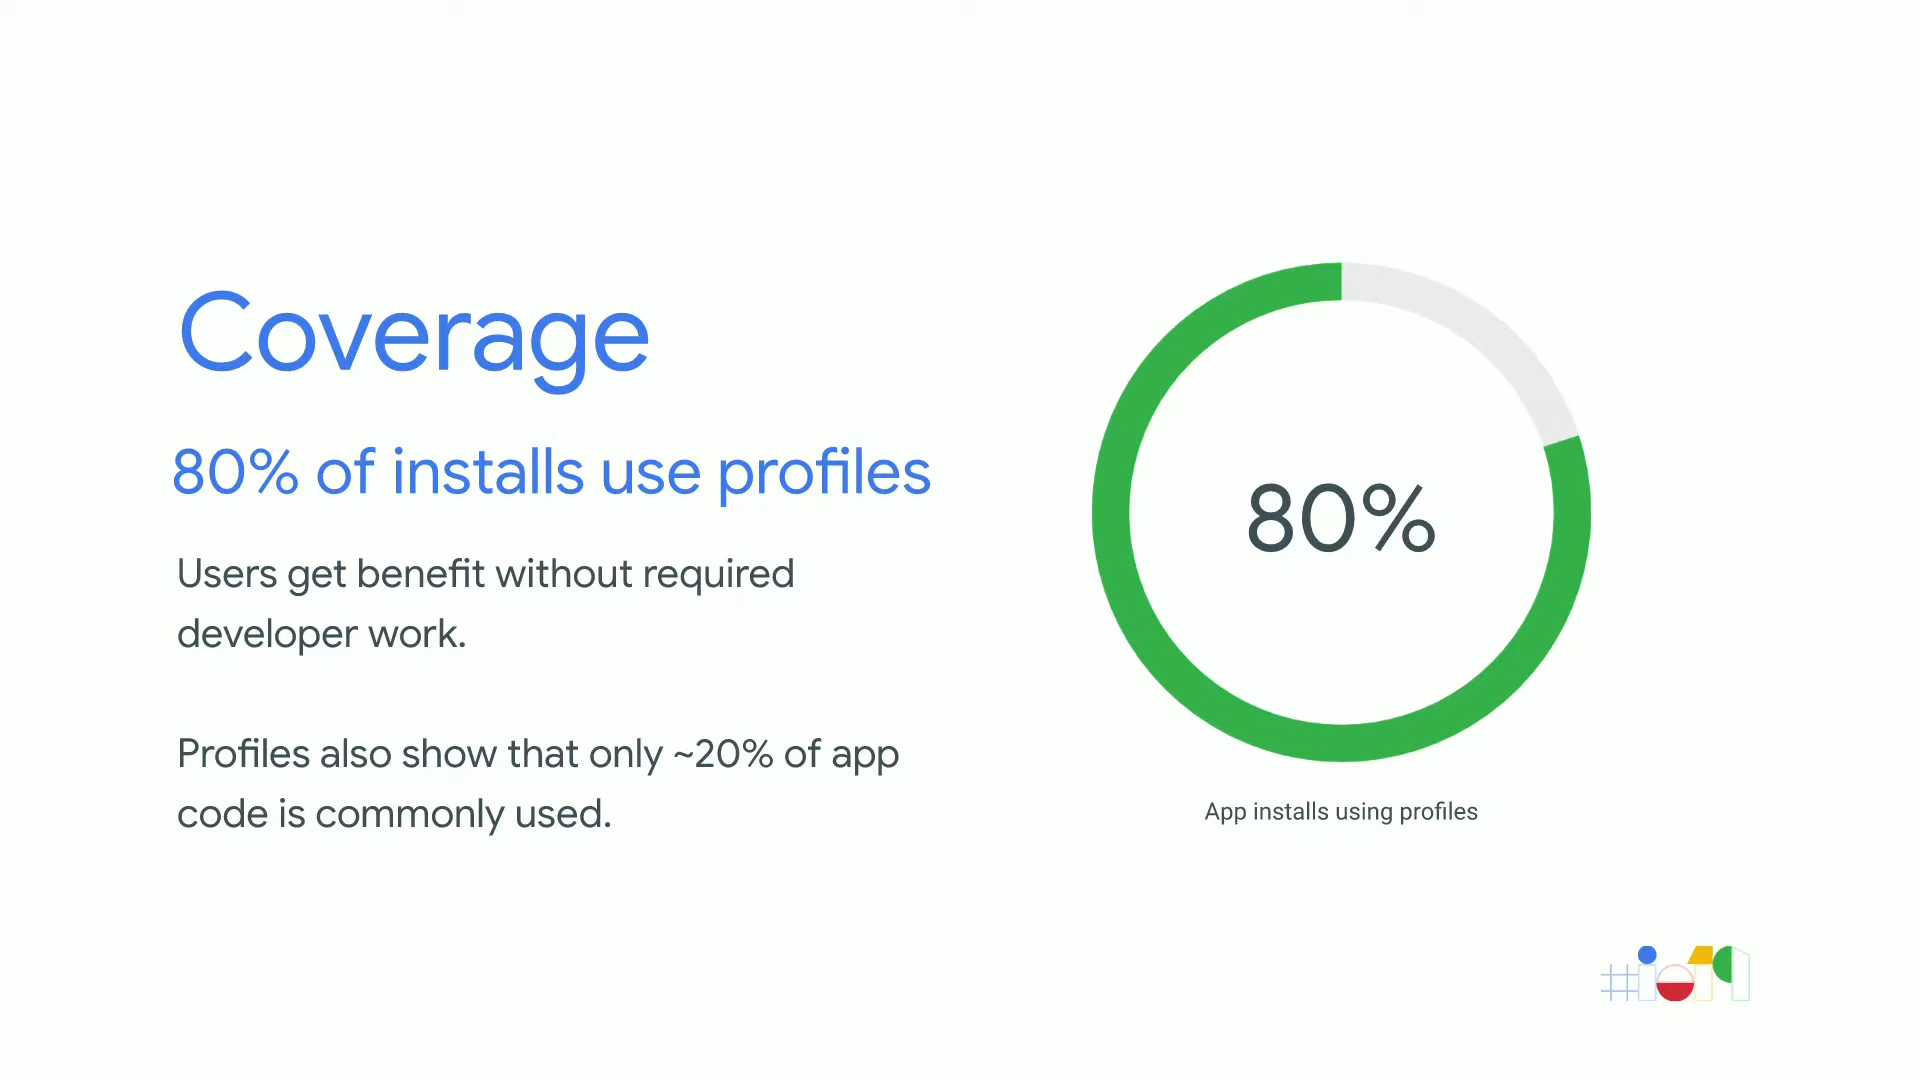 Coverage
80% of installs use profiles
Users get benefit without required
developer work.
Profiles also show that only ~20% of app
code is commonly used.
80%
App installs using profiles
#io19